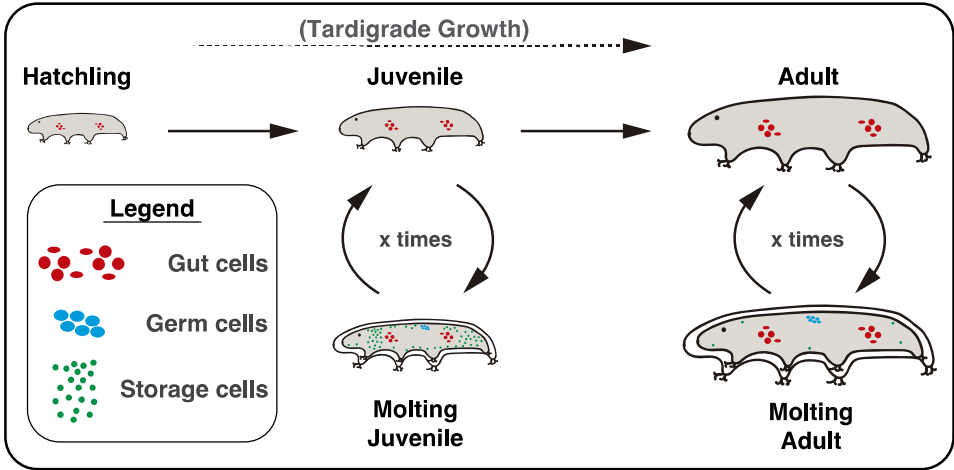 (Tardigrade Growth)
Hatchling
Juvenile
Adult
Legend
Gut cells
Germ cells
Storage cells
x times
x times
Molting
Juvenile
Molting
Adult